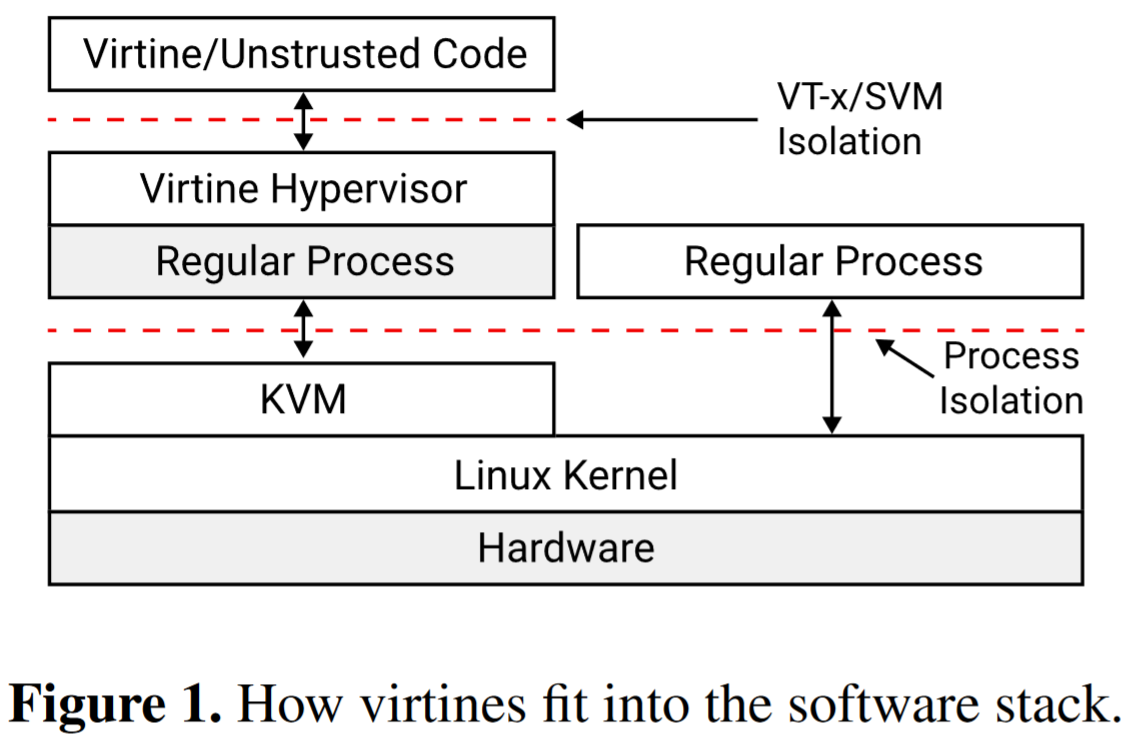 Virtine/Unstrusted Code
VT-x/SVM
Isolation
Virtine Hypervisor
Regular Process
Regular Process
Process
Isolation
KVM
Linux Kernel
Hardware
Figure 1. How virtines fit into the software stack.